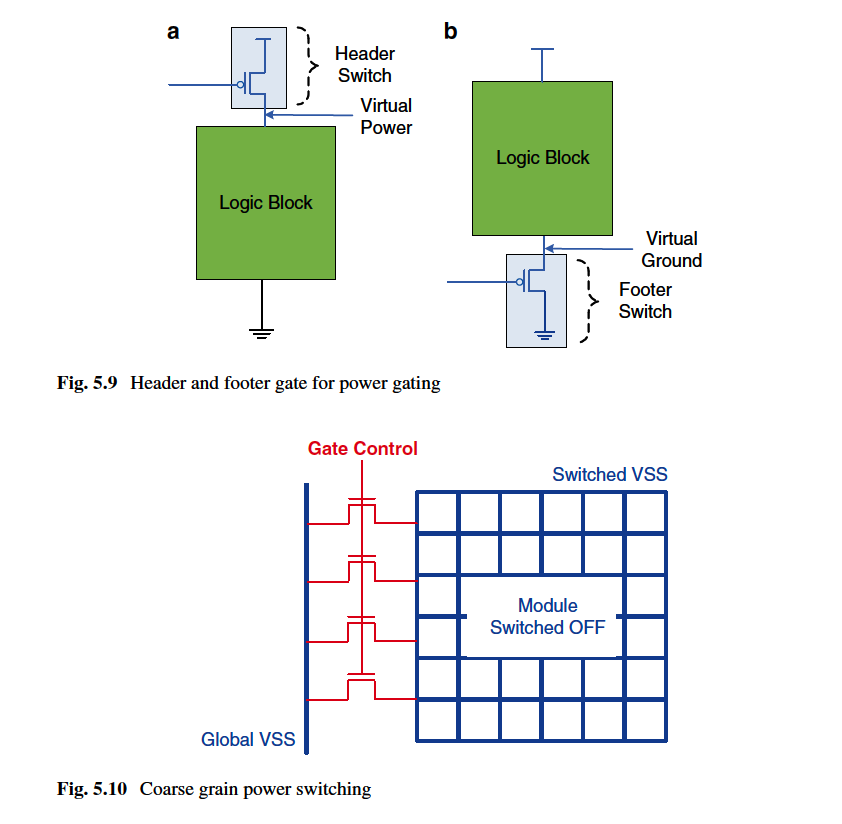 a
b
Header
Switch
Virtual
Power
Logic Block
Logic Block
Virtual
Ground
Footer
Switch
Fig. 5.9 Header and footer gate for power gating
Gate Control
Switched VSS
Module
Switched OFF
Global VSS
Fig. 5.10 Coarse grain power switching